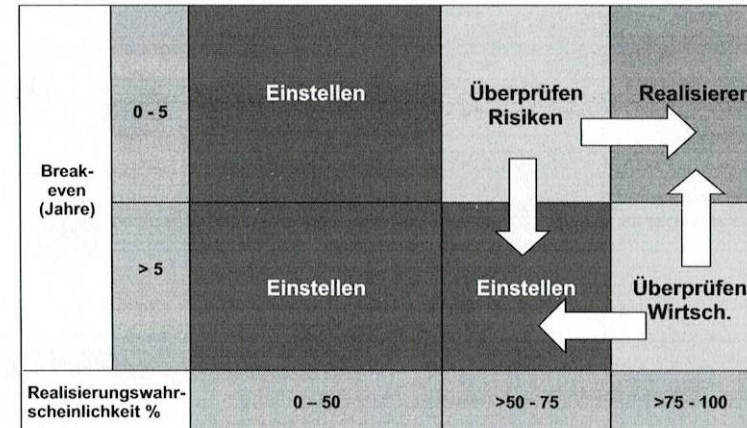 Einstellen
Überprüfen
Risiken
Realisieren
0 - 5
Break-
even
(Jahre)
> 5
Einstellen
Einstellen
Überprüfen
Wirtsch.
Realisierungswahr-
scheinlichkeit %
0 – 50
>50 - 75
>75 - 100